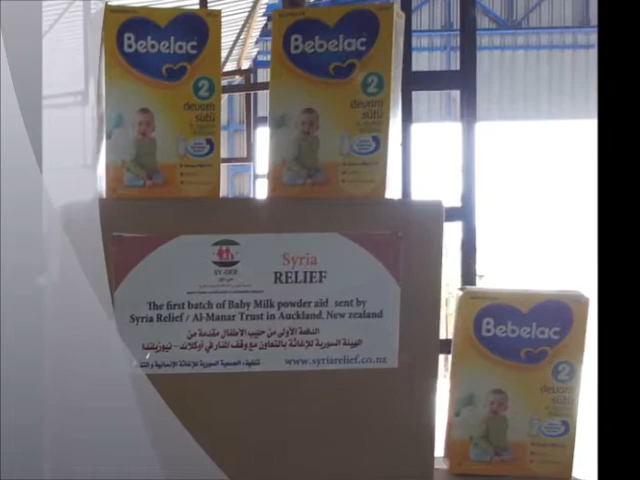 Bebelac
2
devam
sütü
Bebelac
2
devam
sütü
SY-DER
Syria
RELIEF
The first batch of Baby Milk powder aid sent by
Syria Relief / Al-Manar Trust in Auckland, New zealand
الدفعة الأولى من حليب الأطفال مقدمة من
الهيئة السورية للإغاثة بالتعاون مع وقف المنار في أوكلاند - نيوزيلندا
www.syriarelief.co.nz
Bebelac
2
devam
sütü